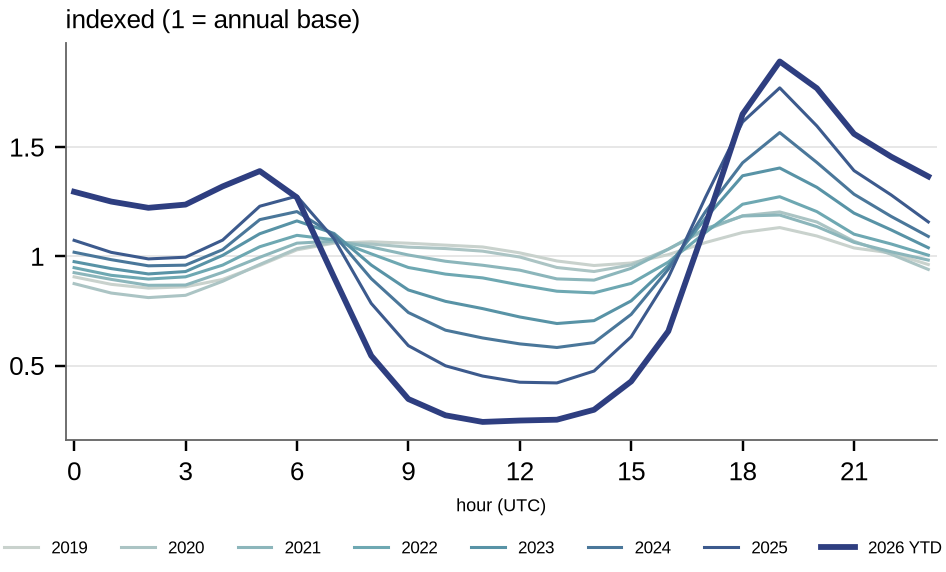 indexed (1 = annual base)
1.5
1
0.5
0 3 6 9 12 15 18 21
hour (UTC)
2019 2020 2021 2022 2023 2024 2025 2026 YTD